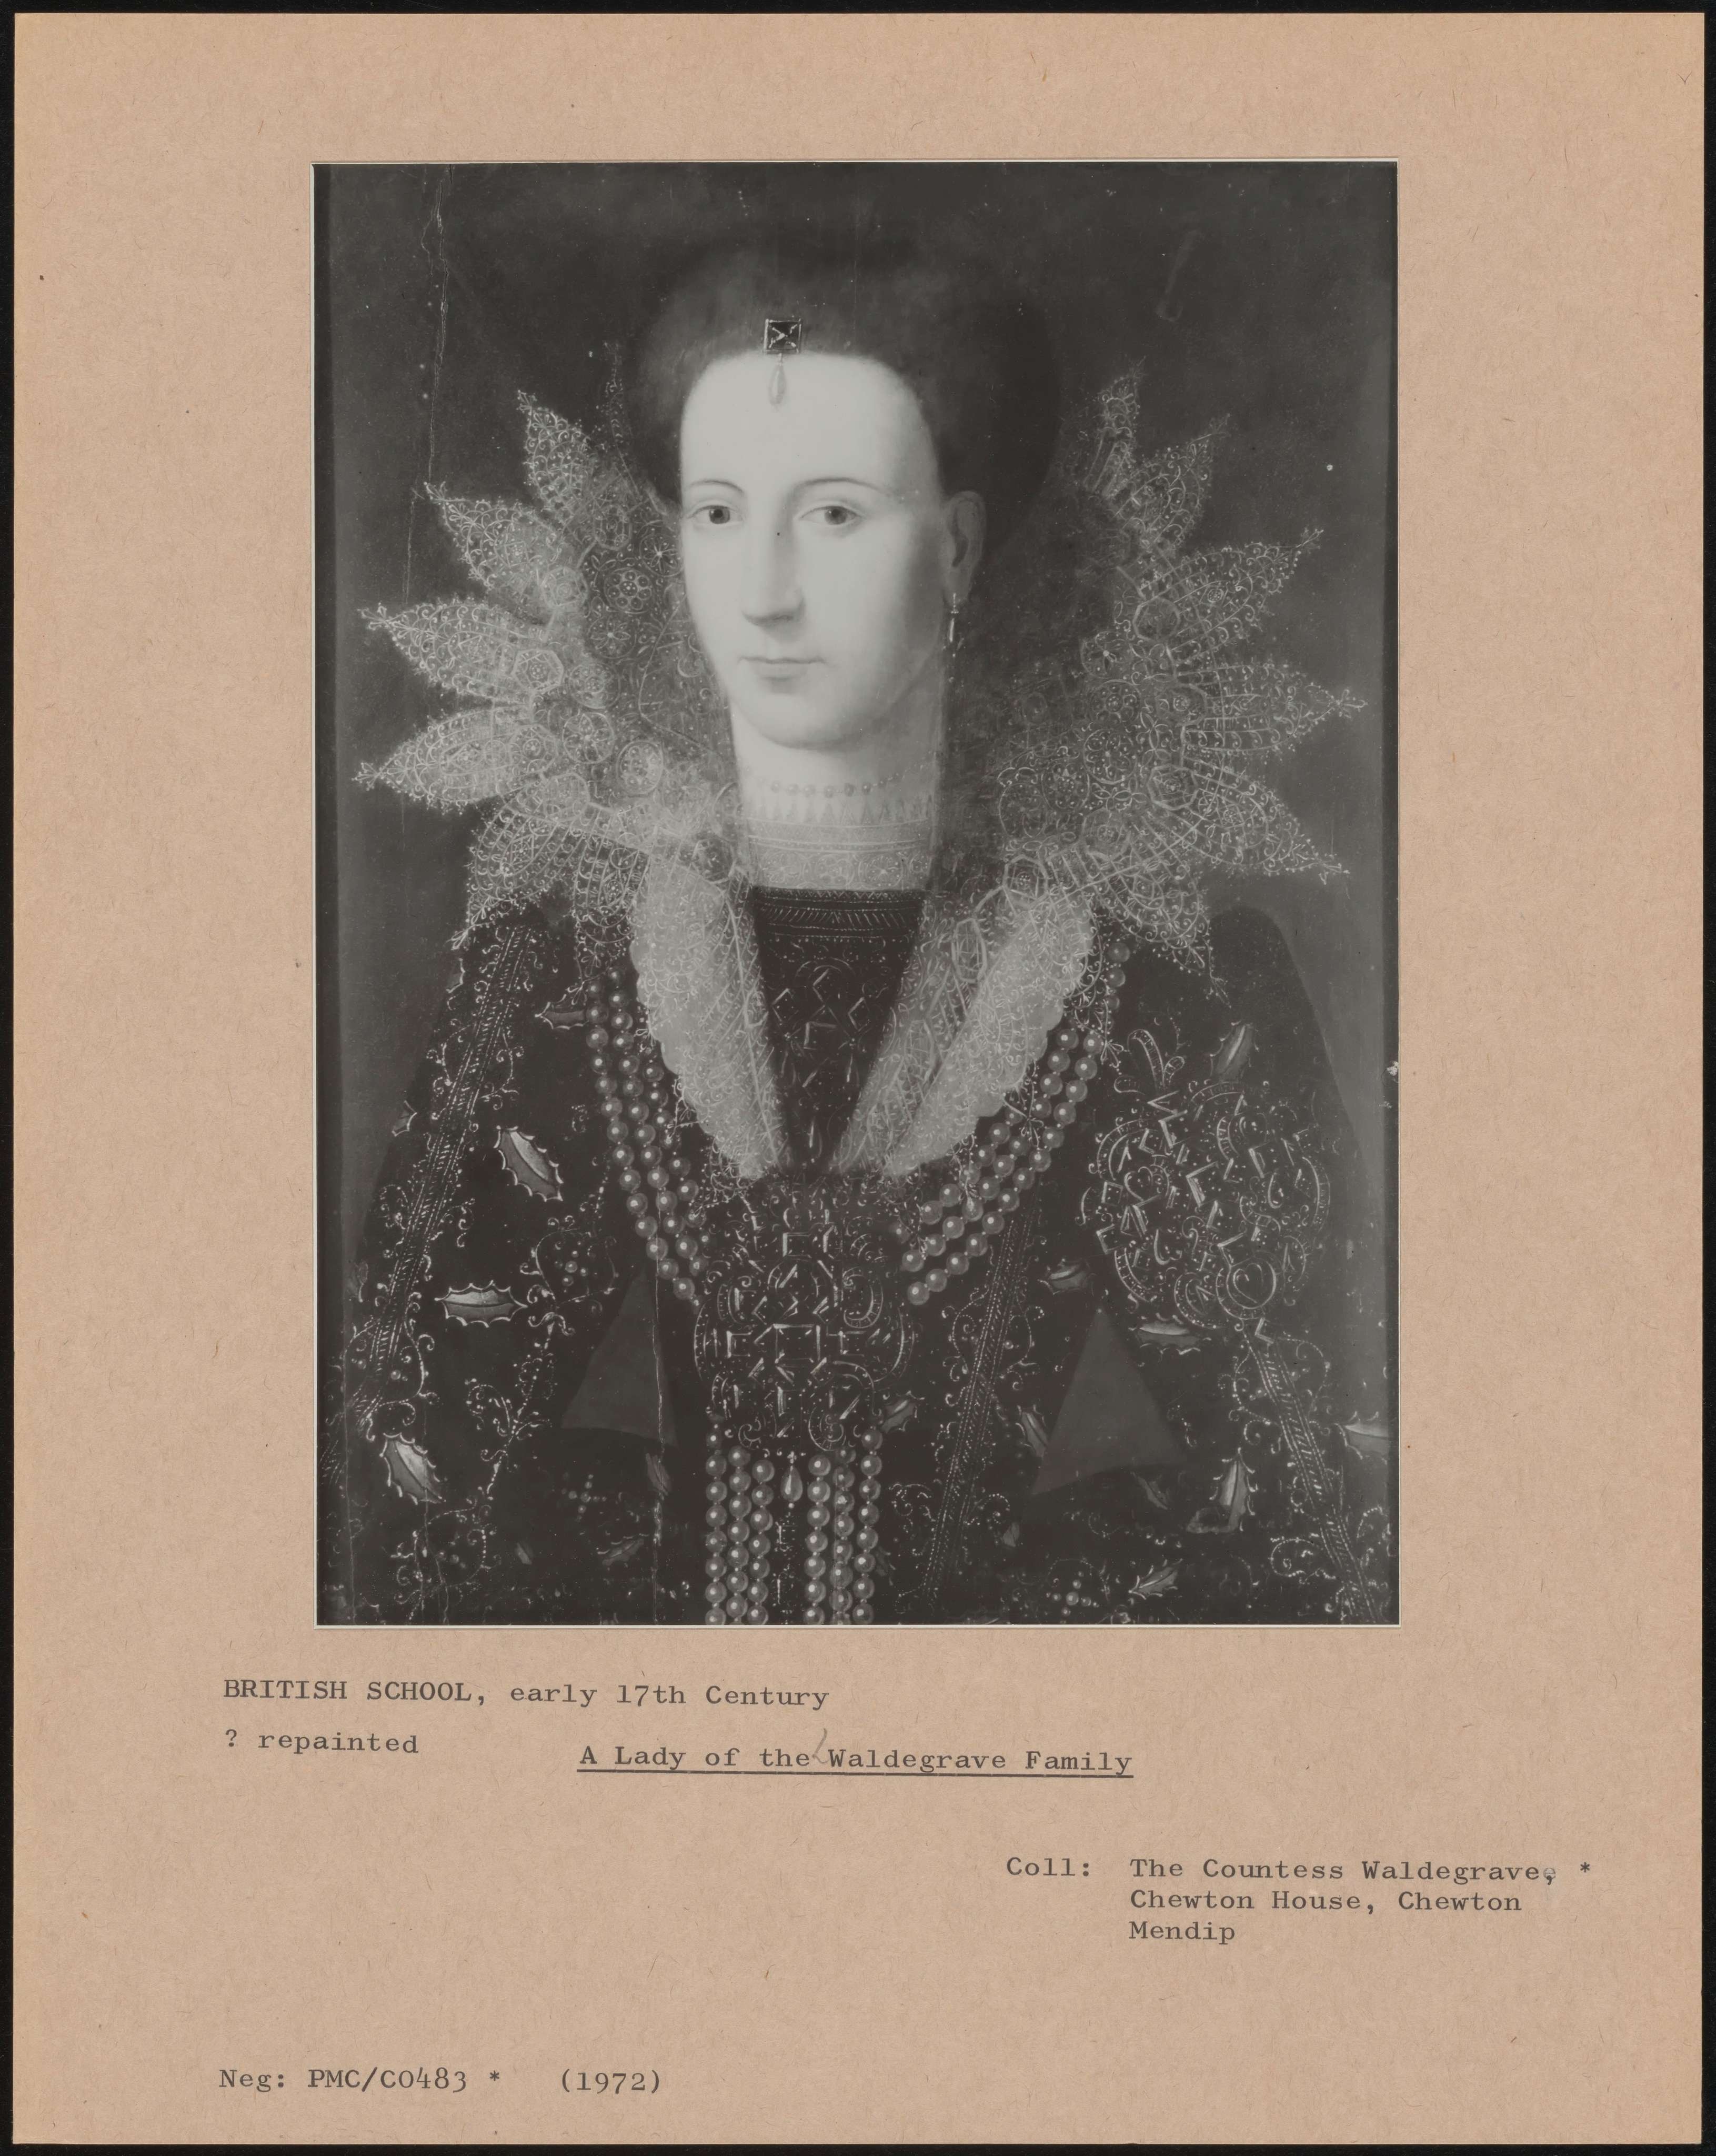 BRITISH SCHOOL, early 17th Century
? repainted
A Lady of the Waldegrave Family
Coll: The Countess Waldegrave, *
Chewton House, Chewton
Mendip
Neg: PMC/CO483 * (1972)